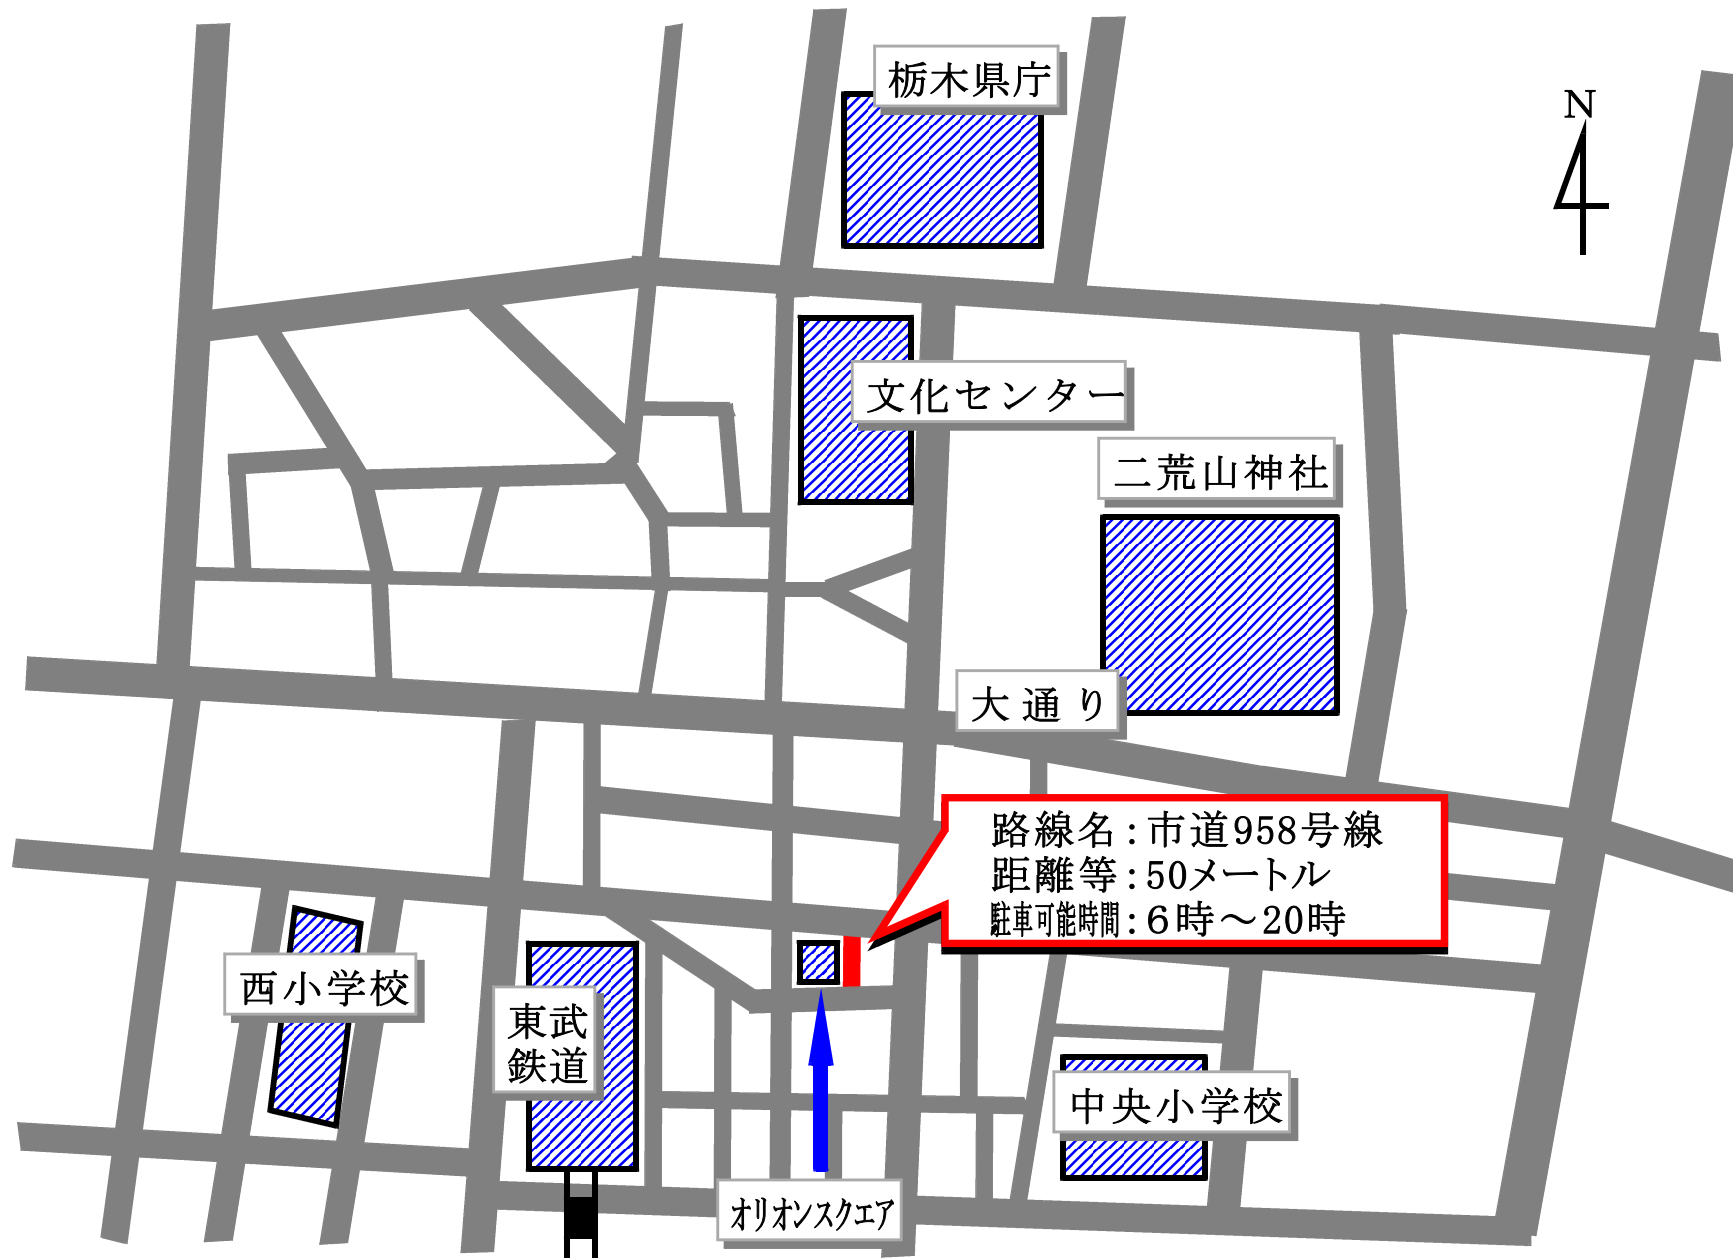 栃木県庁
N
文化センター
二荒山神社
大通り
路線名：市道958号線
距離等：50メートル
駐車可能時間：6時～20時
西小学校
東武
鉄道
中央小学校
オリオンスクエア